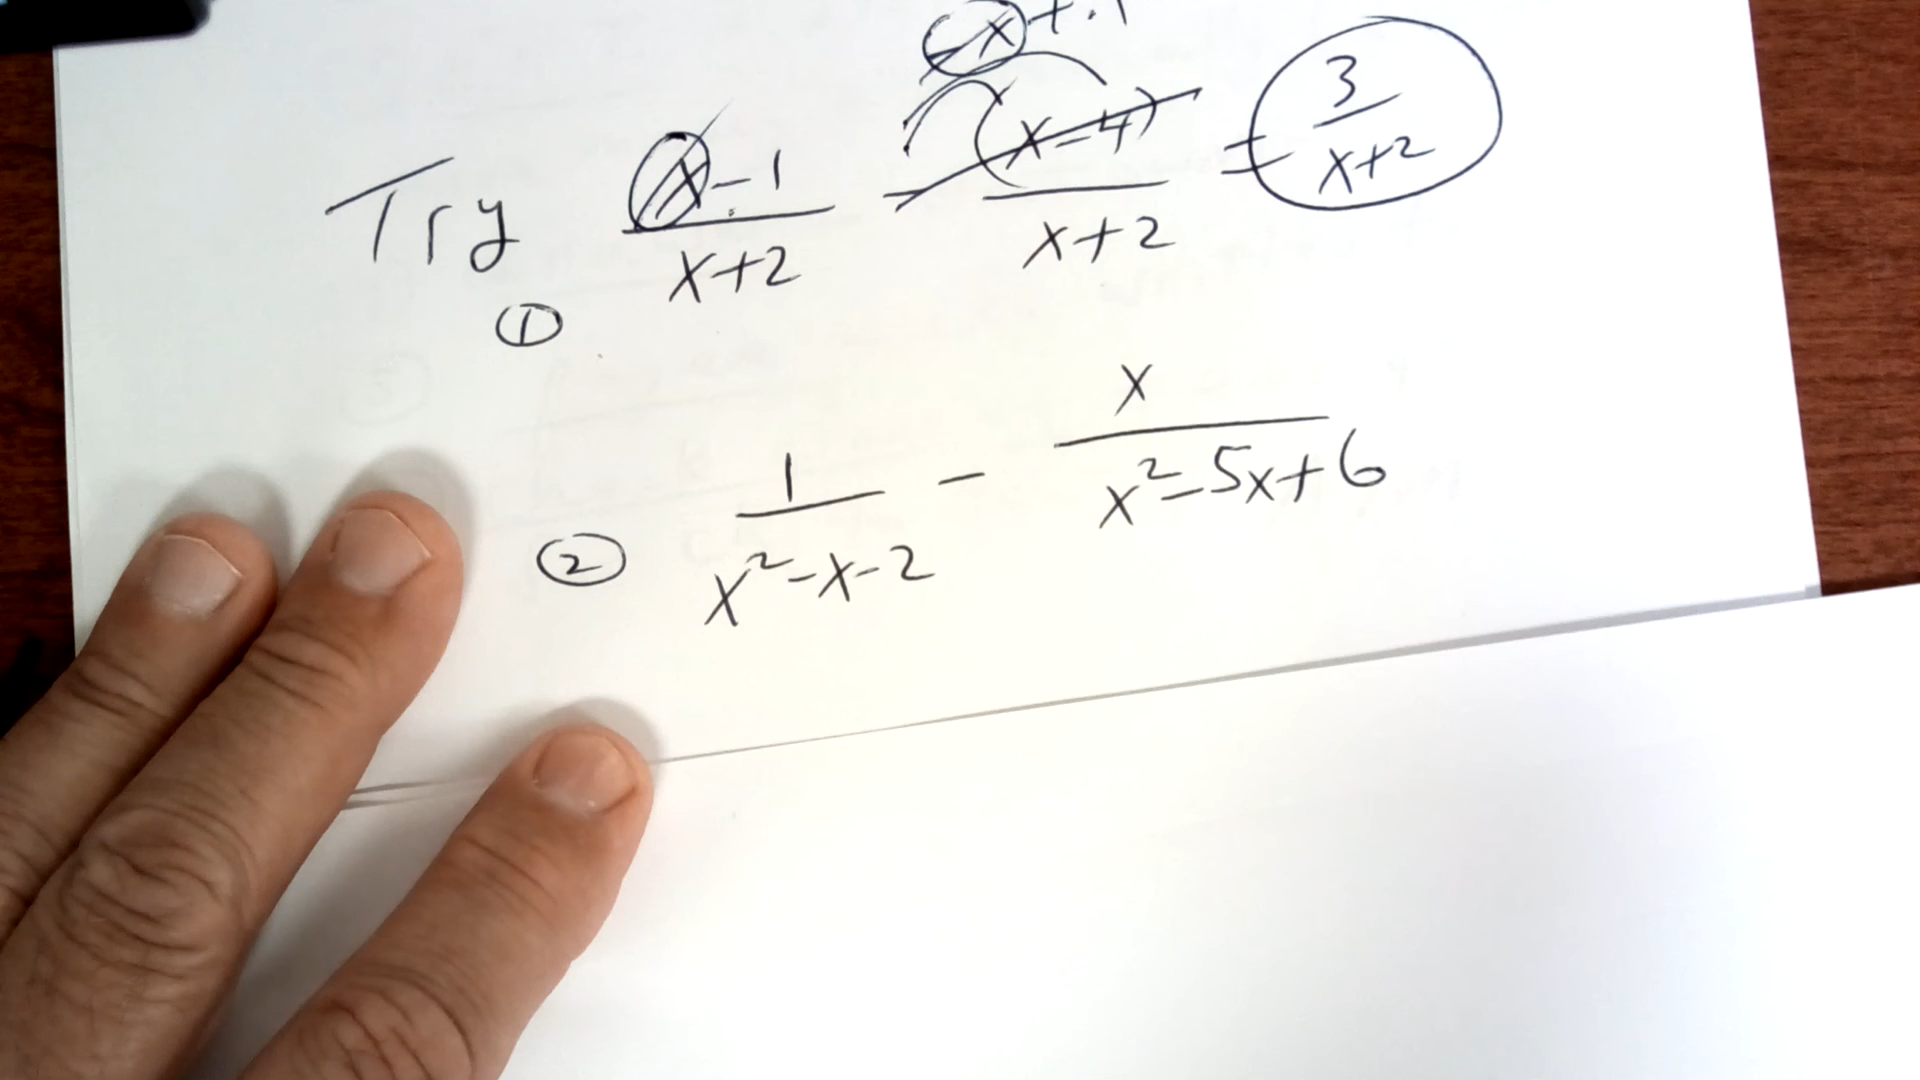 -x+.
Try x-1 - (x-4) = 3
x+2 x+2 x+2
①
1 - x
② x²-x-2 x²-5x+6